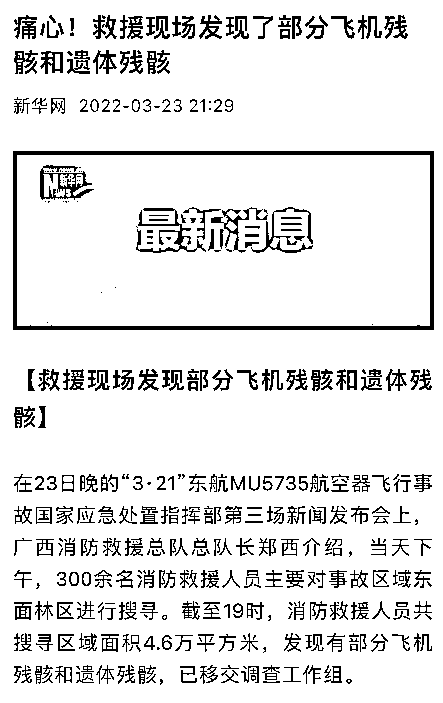 痛心！救援现场发现了部分飞机残
骸和遗体残骸
新华网 2022-03-23 21:29
最新消息
【救援现场发现部分飞机残骸和遗体残
骸】
在23日晚的“3·21”东航MU5735航空器飞行事
故国家应急处置指挥部第三场新闻发布会上，
广西消防救援总队总队长郑西介绍，当天下
午，300余名消防救援人员主要对事故区域东
面林区进行搜寻。截至19时，消防救援人员共
搜寻区域面积4.6万平方米，发现有部分飞机
残骸和遗体残骸，已移交调查工作组。